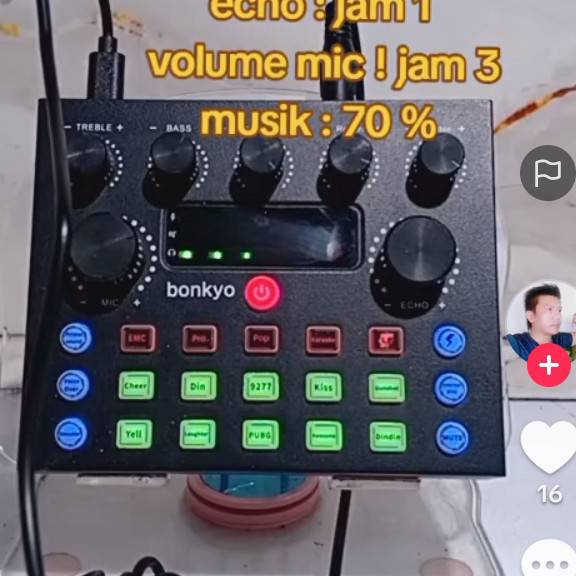 echo : jam 1
volume mic ! jam 3
musik : 70 %
- TREBLE +
- BASS
MIC +
- ECHO +
bonkyo
EMC Pro. Pop Karaoke
Cheer Din 9277 Kiss Gunshot
Yell Laughter PUBG Awkward Dindin MUTE
16